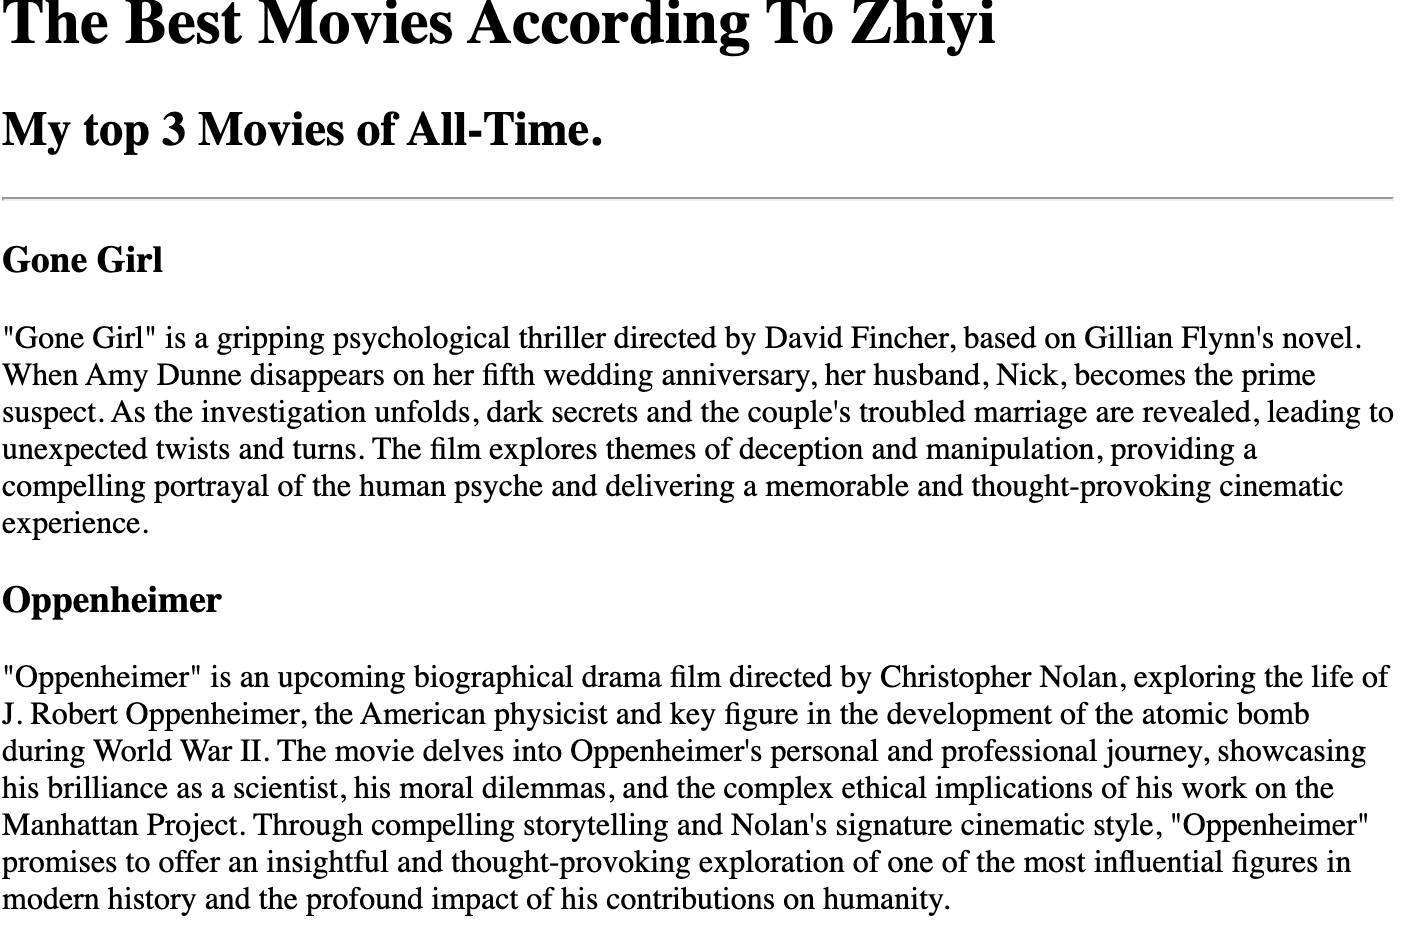 The Best Movies According To Zhiyi
My top 3 Movies of All-Time.
Gone Girl
"Gone Girl" is a gripping psychological thriller directed by David Fincher, based on Gillian Flynn's novel.
When Amy Dunne disappears on her fifth wedding anniversary, her husband, Nick, becomes the prime
suspect. As the investigation unfolds, dark secrets and the couple's troubled marriage are revealed, leading to
unexpected twists and turns. The film explores themes of deception and manipulation, providing a
compelling portrayal of the human psyche and delivering a memorable and thought-provoking cinematic
experience.
Oppenheimer
"Oppenheimer" is an upcoming biographical drama film directed by Christopher Nolan, exploring the life of
J. Robert Oppenheimer, the American physicist and key figure in the development of the atomic bomb
during World War II. The movie delves into Oppenheimer's personal and professional journey, showcasing
his brilliance as a scientist, his moral dilemmas, and the complex ethical implications of his work on the
Manhattan Project. Through compelling storytelling and Nolan's signature cinematic style, "Oppenheimer"
promises to offer an insightful and thought-provoking exploration of one of the most influential figures in
modern history and the profound impact of his contributions on humanity.